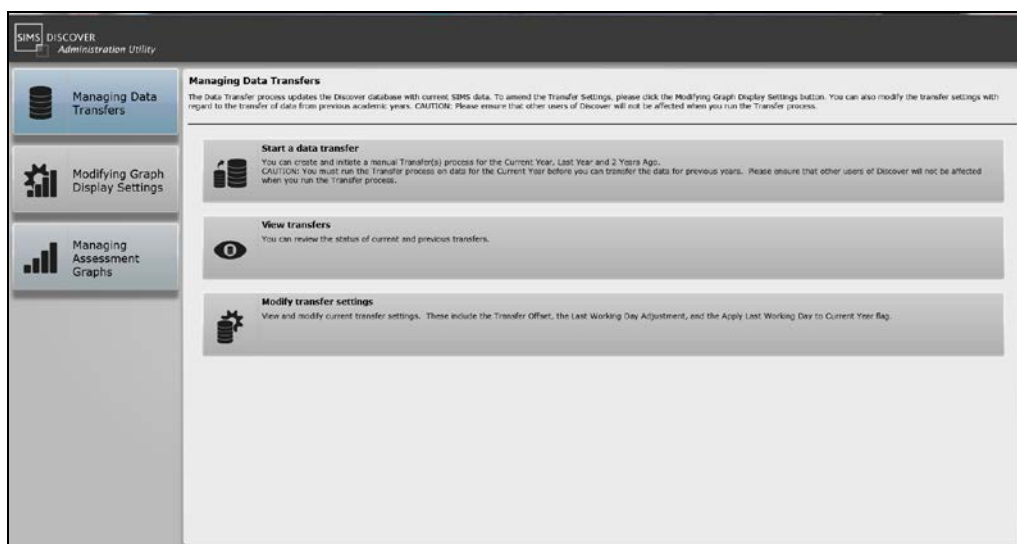 SIMS DISCOVER
Administration Utility
Managing Data
Transfers
Modifying Graph
Display Settings
Managing
Assessment
Graphs
Managing Data Transfers
The Data Transfer process updates the Discover database with current SIMS data. To amend the Transfer Settings, please click the Modifying Graph Display Settings button. You can also modify the transfer settings with
regard to the transfer of data from previous academic years. CAUTION: Please ensure that other users of Discover will not be affected when you run the Transfer process.
Start a data transfer
You can create and initiate a manual Transfer(s) process for the Current Year, Last Year and 2 Years Ago.
CAUTION: You must run the Transfer process on data for the Current Year before you can transfer the data for previous years. Please ensure that other users of Discover will not be affected
when you run the Transfer process.
View transfers
You can review the status of current and previous transfers.
Modify transfer settings
View and modify current transfer settings. These include the Transfer Offset, the Last Working Day Adjustment, and the Apply Last Working Day to Current Year flag.